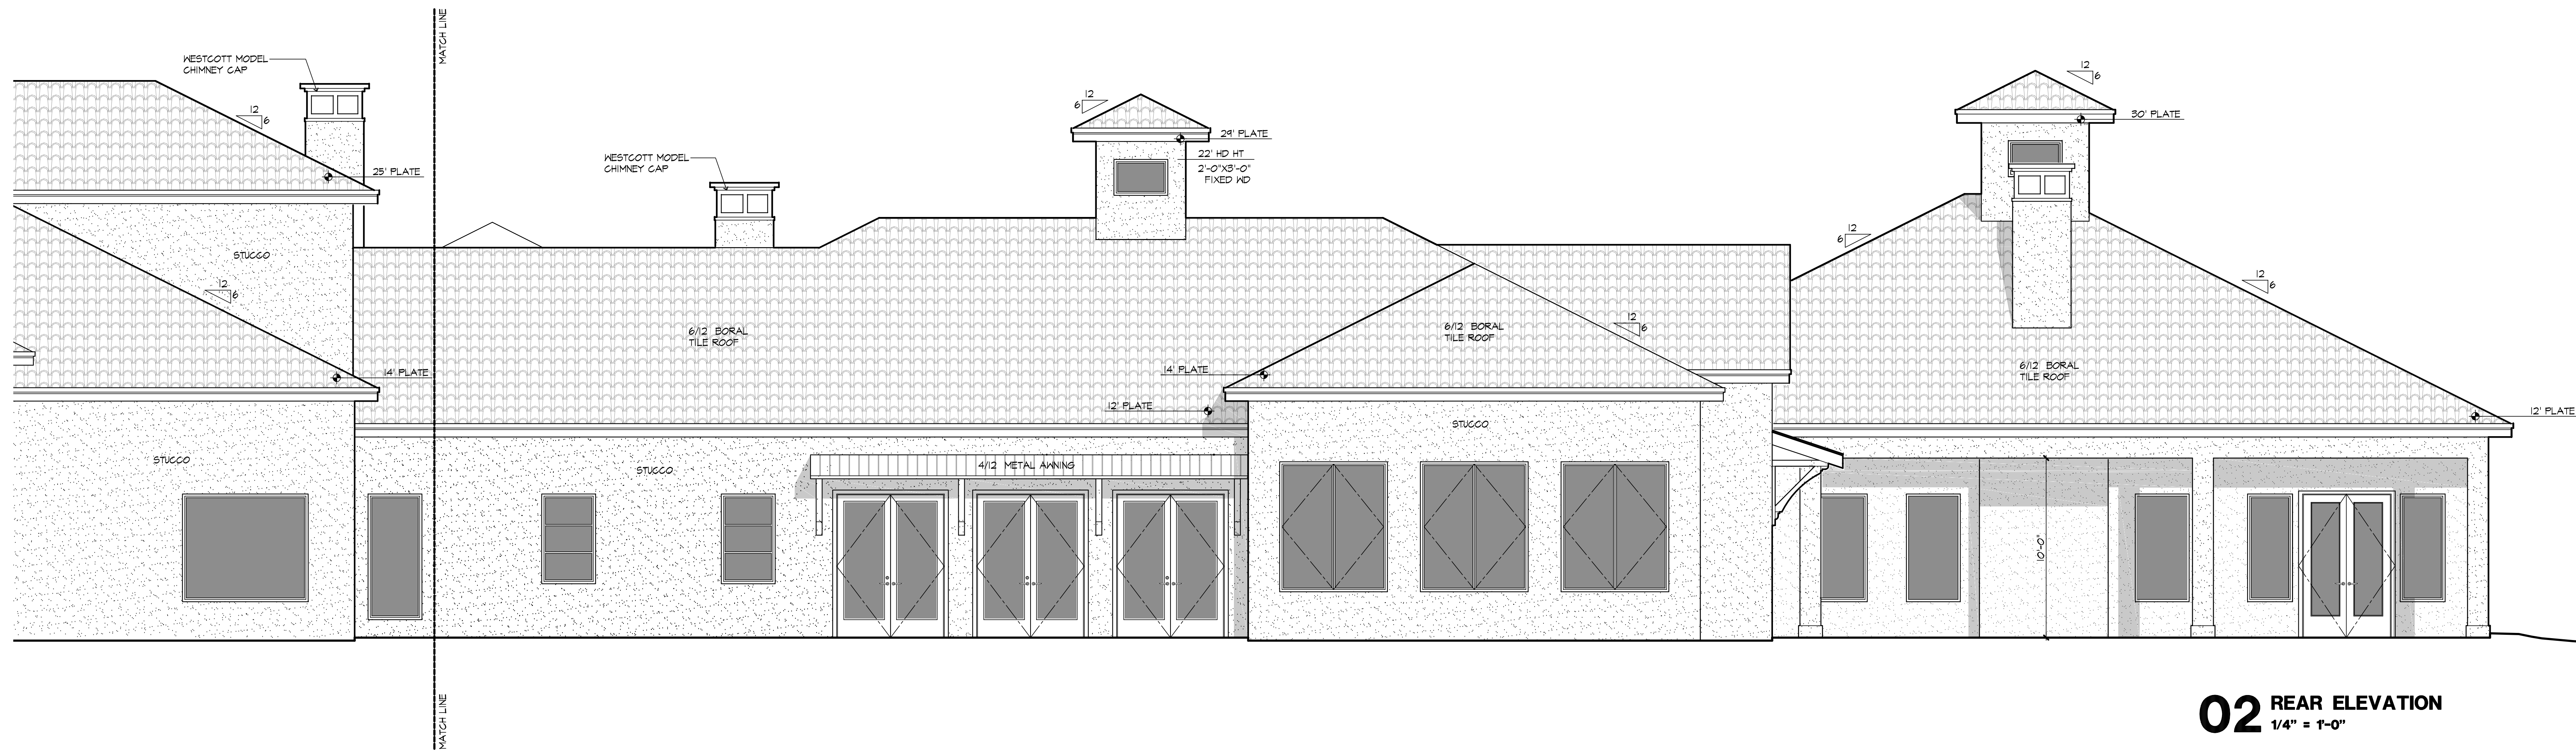 MATCH LINE
WESTCOTT MODEL
CHIMNEY CAP
12
6
25' PLATE
STUCCO
12
6
14' PLATE
STUCCO
WESTCOTT MODEL
CHIMNEY CAP
6/12 BORAL
TILE ROOF
STUCCO
12
6
29' PLATE
22' HD HT
2'-0"X3'-0"
FIXED WD
14' PLATE
12' PLATE
4/12 METAL AWNING
6/12 BORAL
TILE ROOF
12
6
STUCCO
12
6
30' PLATE
12
6
12
6
6/12 BORAL
TILE ROOF
12' PLATE
10'-0"
MATCH LINE
02 REAR ELEVATION
1/4" = 1'-0"